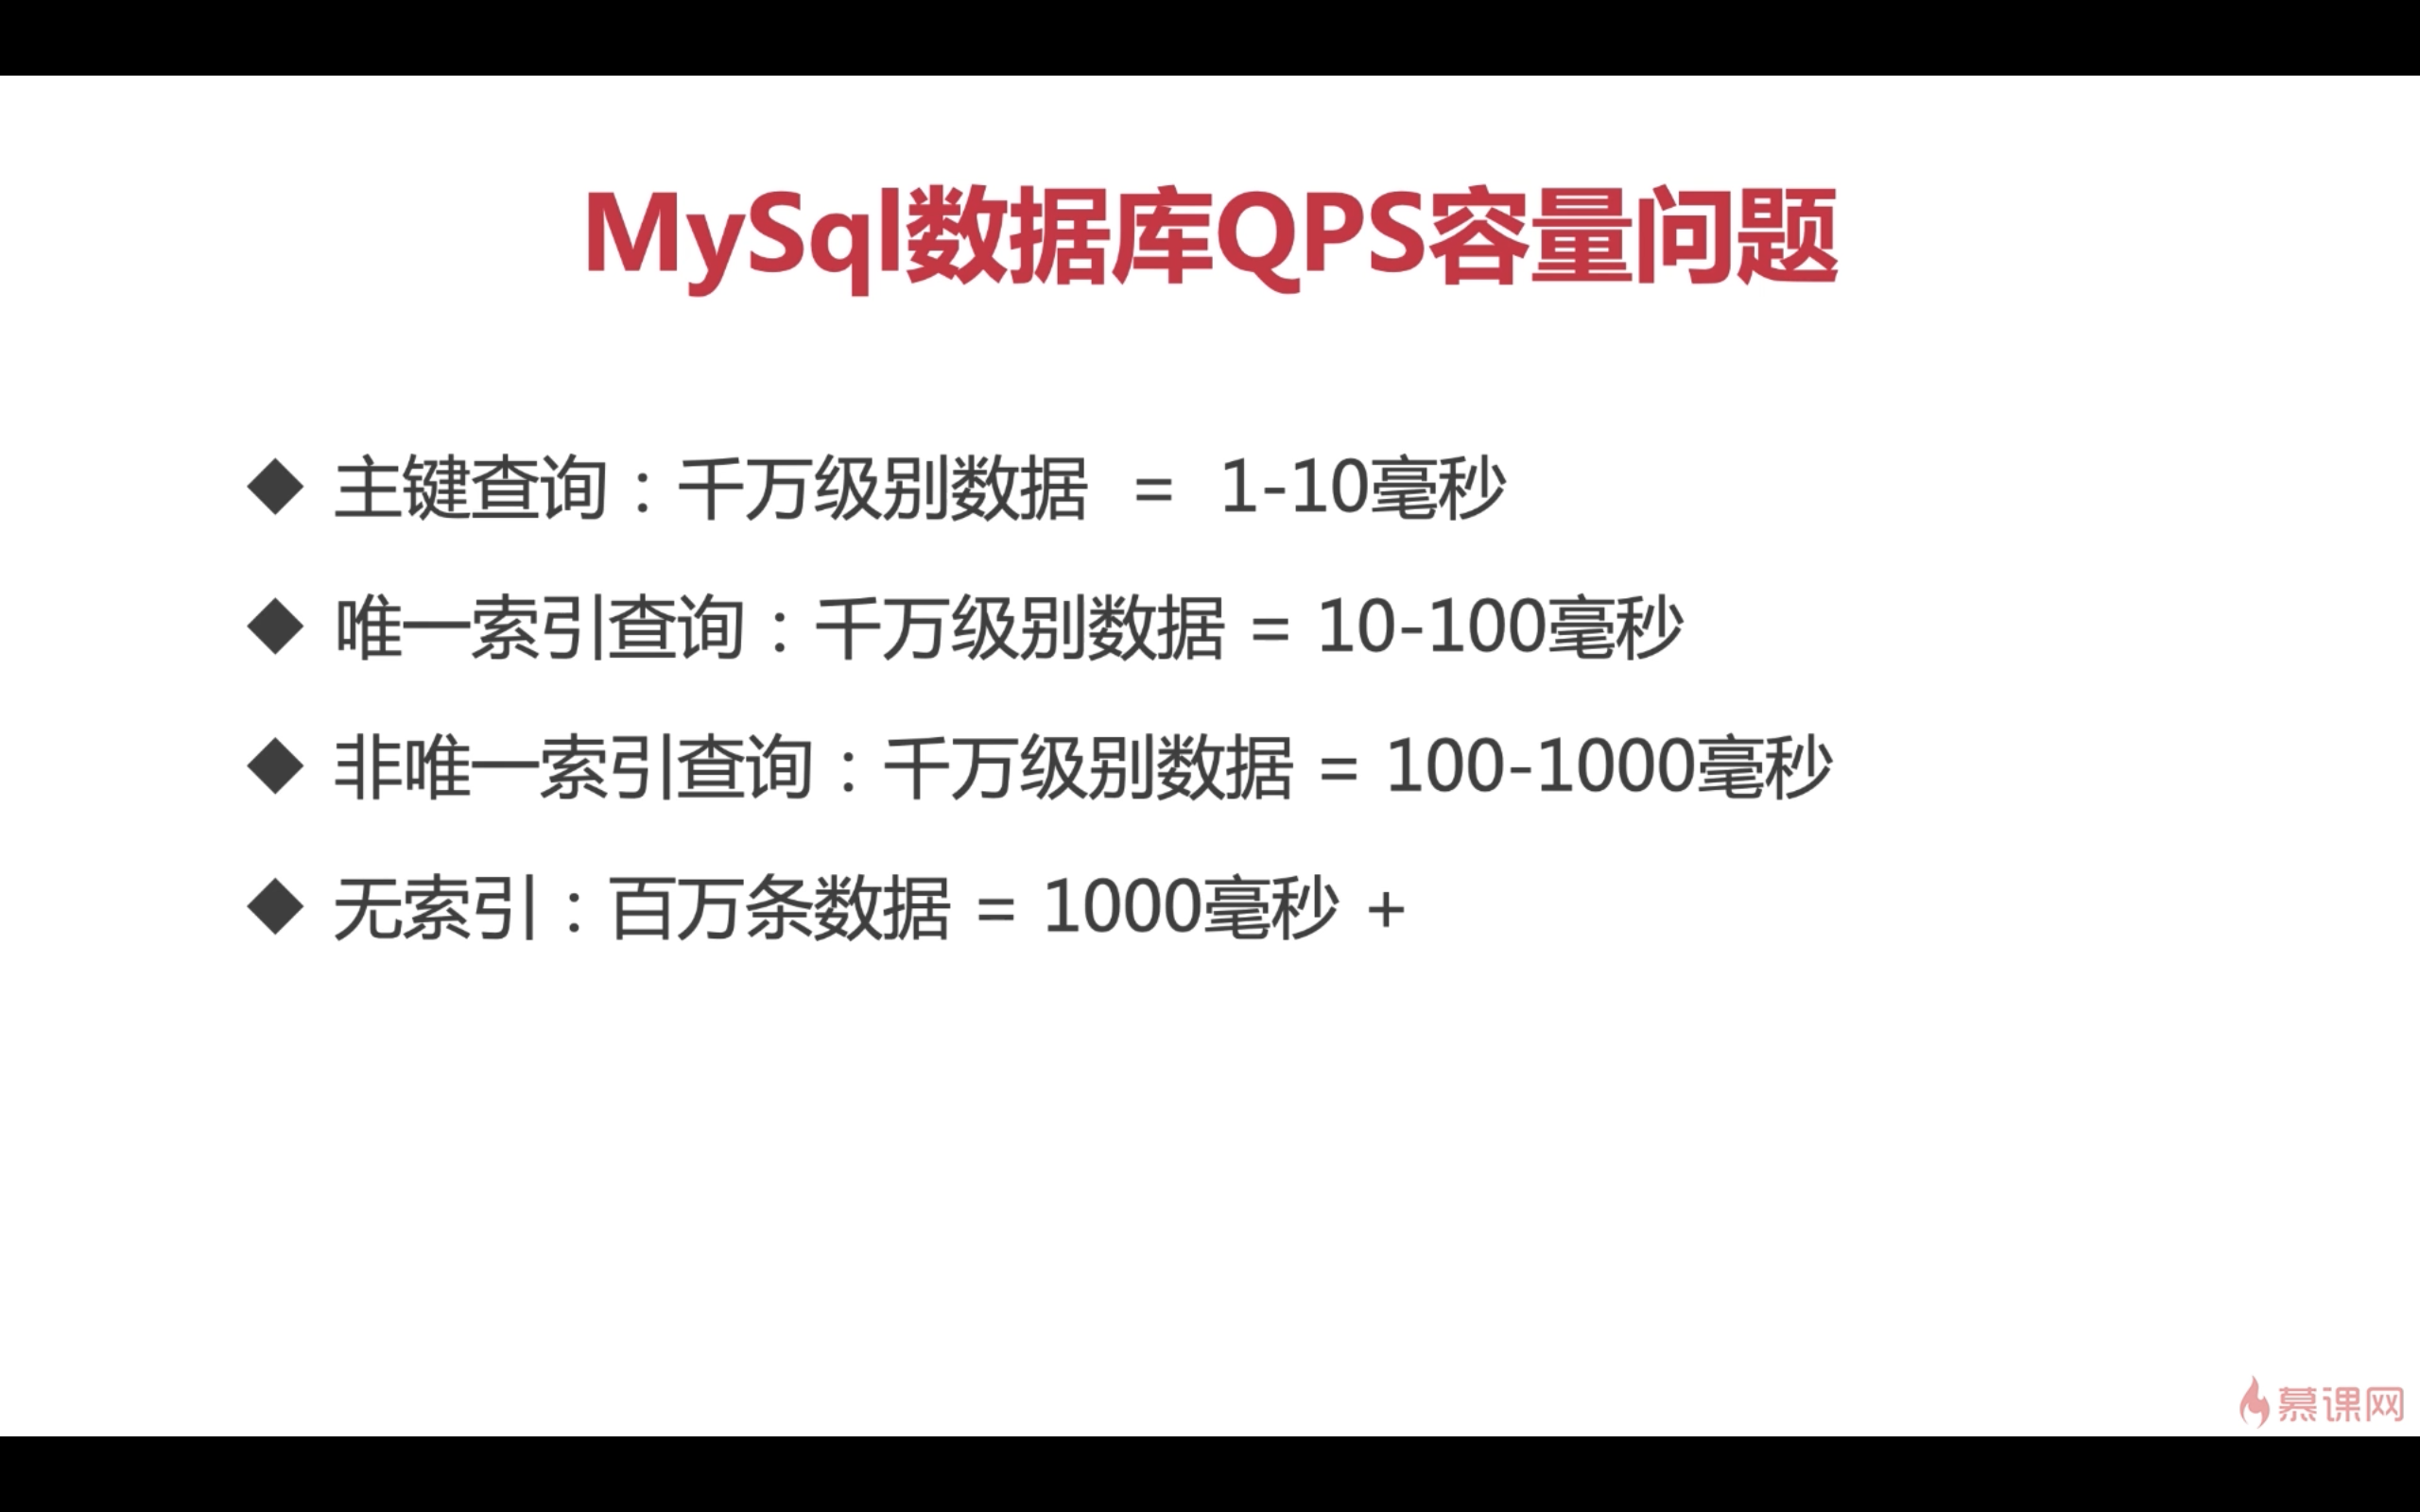 MySql数据库QPS容量问题
◆ 主键查询：千万级别数据 = 1-10毫秒
◆ 唯一索引查询：千万级别数据 = 10-100毫秒
◆ 非唯一索引查询：千万级别数据 = 100-1000毫秒
◆ 无索引：百万条数据 = 1000毫秒 +
慕课网